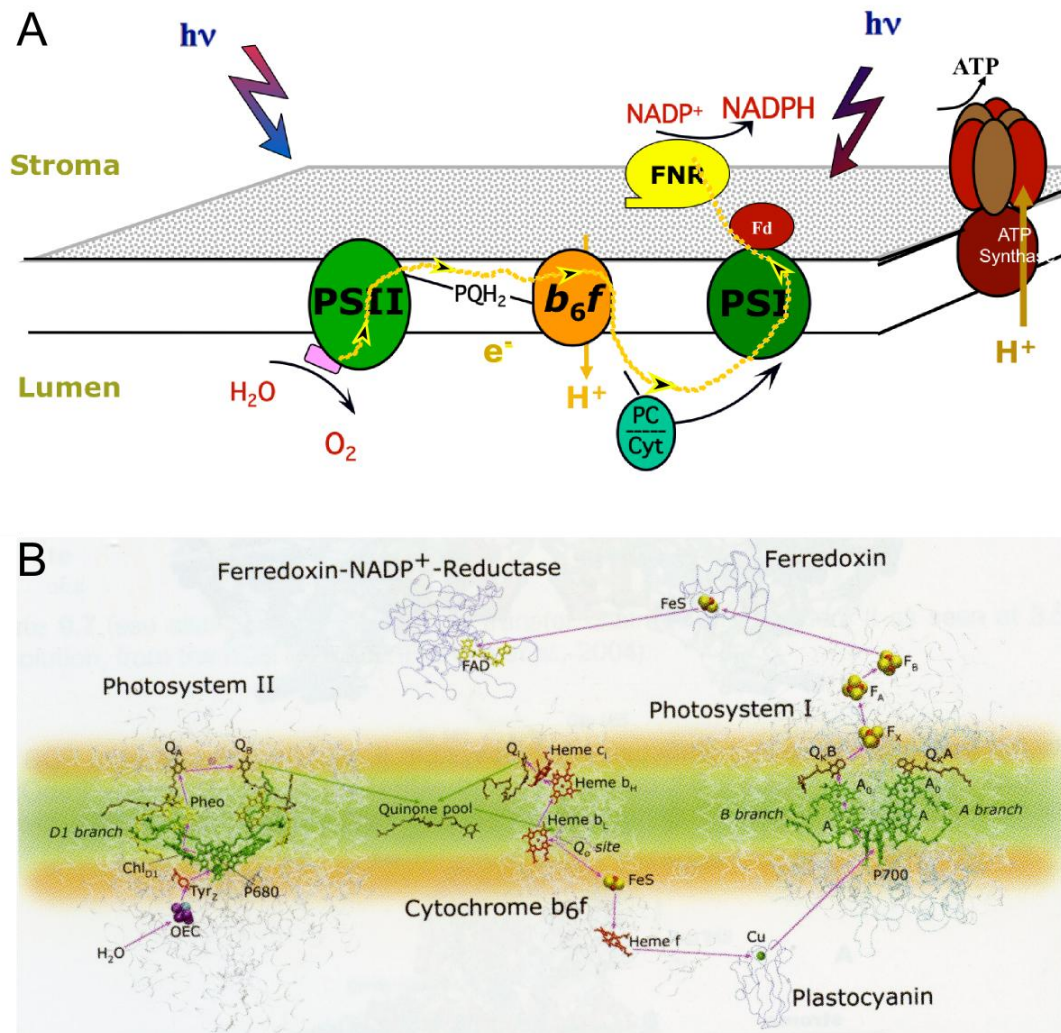 A
hν
hν
ATP
NADP+ NADPH
Stroma
FNR
Fd
ATP
Synthase
PSII
PQH2
b6f
PSI
e-
H+
H+
Lumen
H2O
O2
PC
Cyt
B
Ferredoxin-NADP+-Reductase
Ferredoxin
FeS
FAD
FB
FA
Photosystem II
Photosystem I
FX
QA
QB
Qi
Heme ci
QKB
QKA
e
Pheo
Heme bH
A0
A0
Quinone pool
D1 branch
Heme bL
B branch
A
A
A branch
Qo site
ChlD1
TyrZ
P680
P700
FeS
Cytochrome b6f
OEC
H2O
Heme f
Cu
Plastocyanin